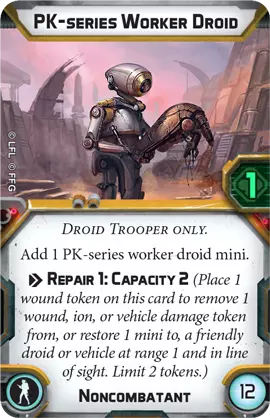 PK-series Worker Droid
© LFL © FFG
1
Droid Trooper only.
Add 1 PK-series worker droid mini.
Repair 1: Capacity 2 (Place 1
wound token on this card to remove 1
wound, ion, or vehicle damage token
from, or restore 1 mini to, a friendly
droid or vehicle at range 1 and in line
of sight. Limit 2 tokens.)
Noncombatant
12